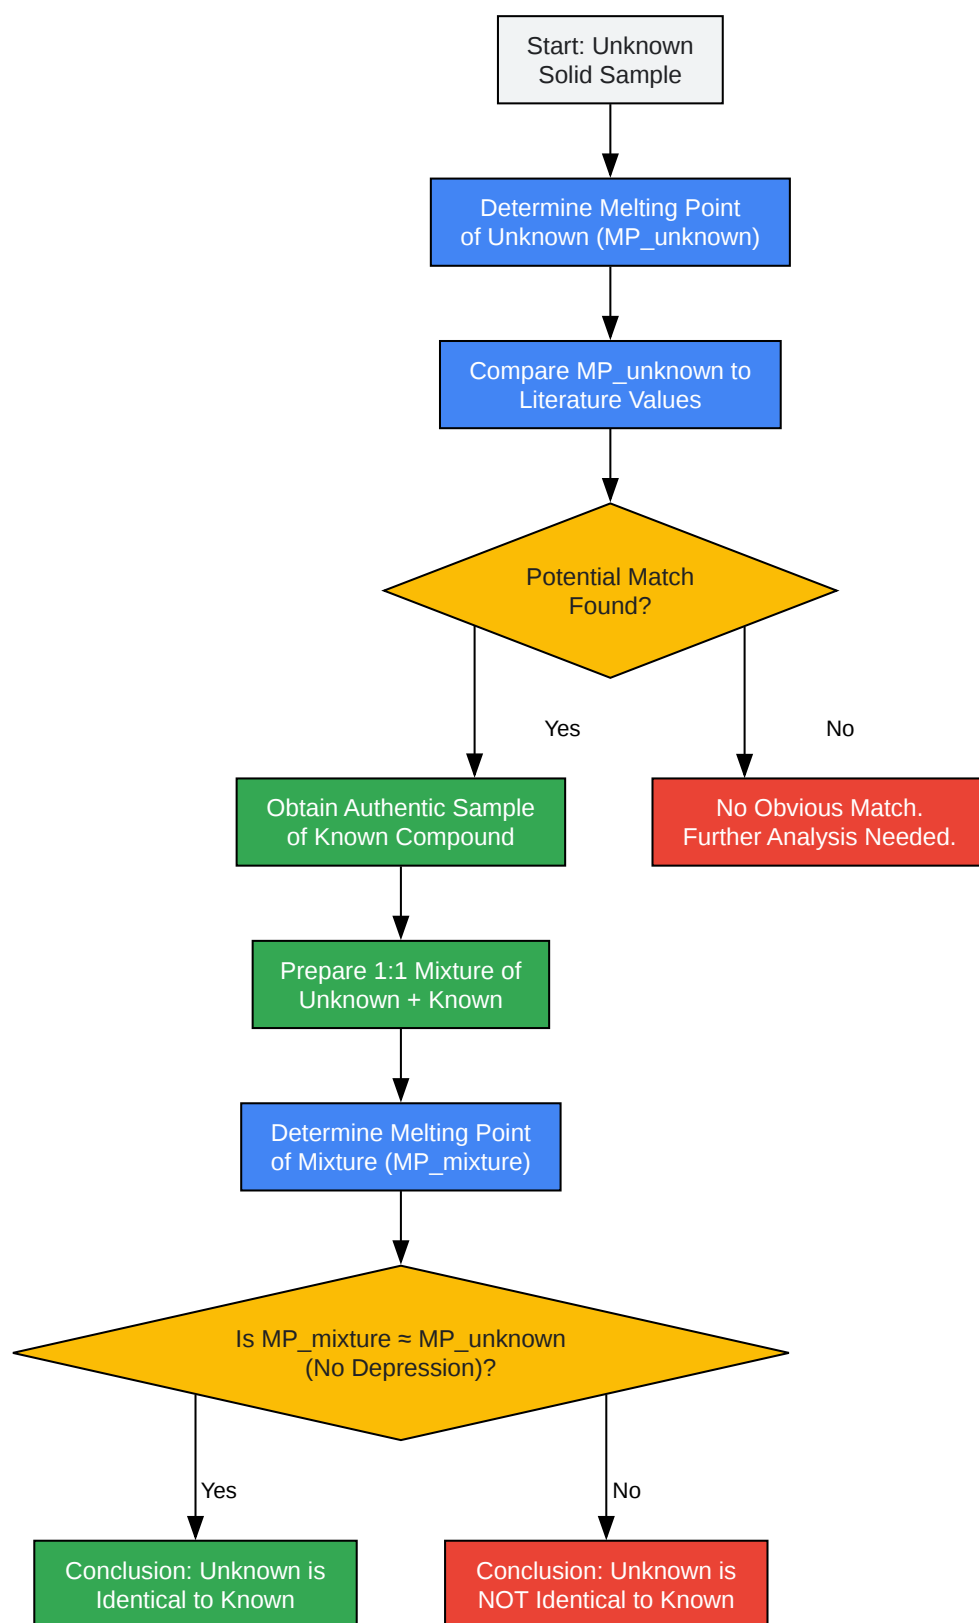 Start: Unknown
Solid Sample
Determine Melting Point
of Unknown (MP_unknown)
Compare MP_unknown to
Literature Values
Potential Match
Found?
Yes
No
Obtain Authentic Sample
of Known Compound
No Obvious Match.
Further Analysis Needed.
Prepare 1:1 Mixture of
Unknown + Known
Determine Melting Point
of Mixture (MP_mixture)
Is MP_mixture ≈ MP_unknown
(No Depression)?
Yes
No
Conclusion: Unknown is
Identical to Known
Conclusion: Unknown is
NOT Identical to Known